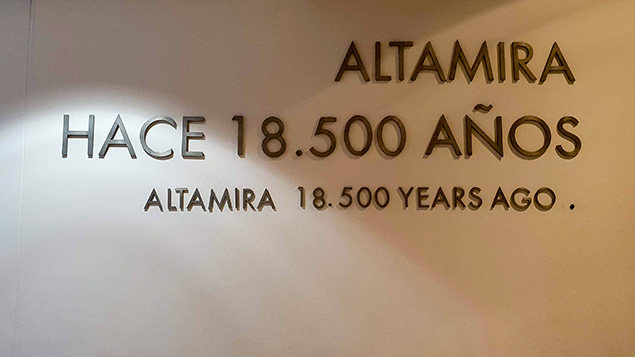 ALTAMIRA
HACE 18.500 AÑOS
ALTAMIRA 18.500 YEARS AGO .